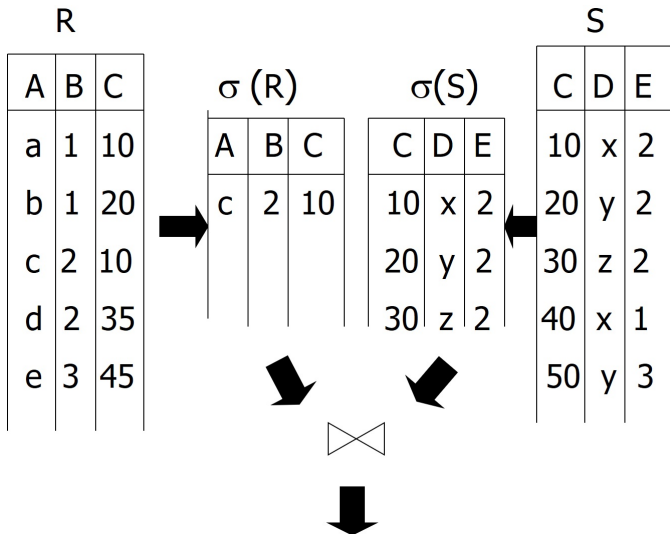 R
A B C
a 1 10
b 1 20
c 2 10
d 2 35
e 3 45
σ (R)
A B C
c 2 10
σ(S)
C D E
10 x 2
20 y 2
30 z 2
S
C D E
10 x 2
20 y 2
30 z 2
40 x 1
50 y 3